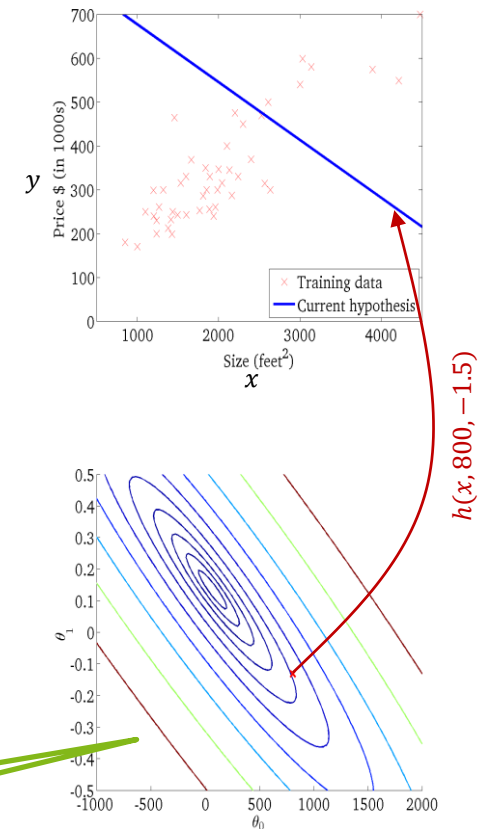 700
600
500
400
300
200
100
0
y
Price $ (in 1000s)
× Training data
Current hypothesis
1000 2000 3000 4000
Size (feet²)
x
h(x, 800, −1.5)
0.5
0.4
0.3
0.2
0.1
0
-0.1
-0.2
-0.3
-0.4
-0.5
θ₁
-1000 -500 0 500 1000 1500 2000
θ₀